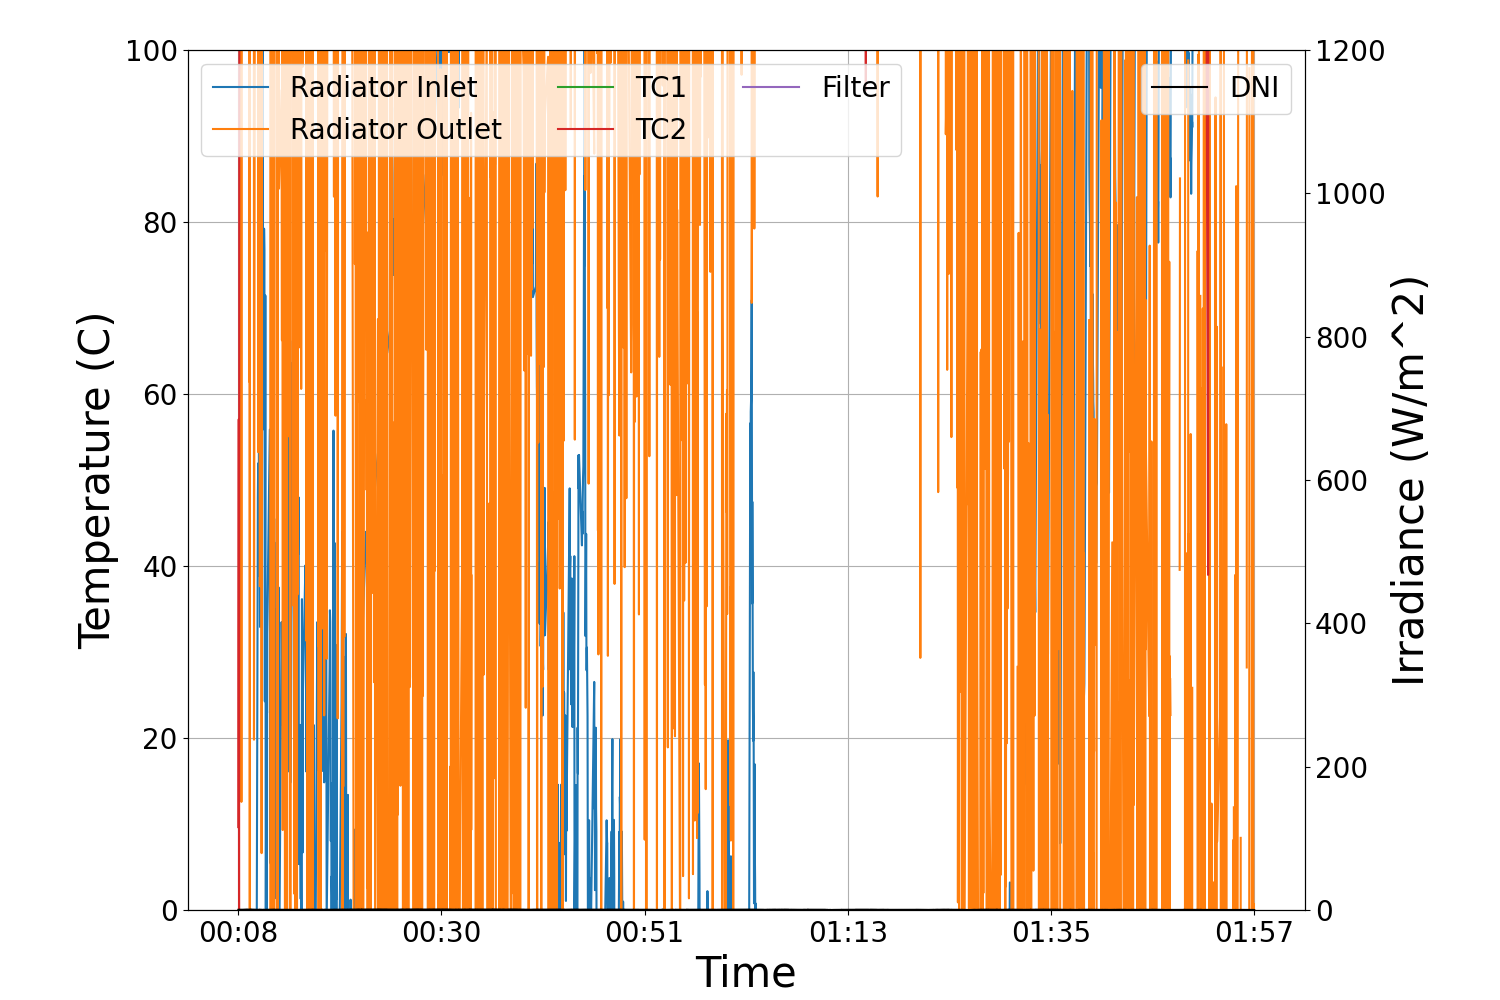 100
80
60
40
20
0
Temperature (C)
Radiator Inlet
Radiator Outlet
TC1
TC2
Filter
DNI
1200
1000
800
600
400
200
0
Irradiance (W/m^2)
00:08
00:30
00:51
01:13
01:35
01:57
Time